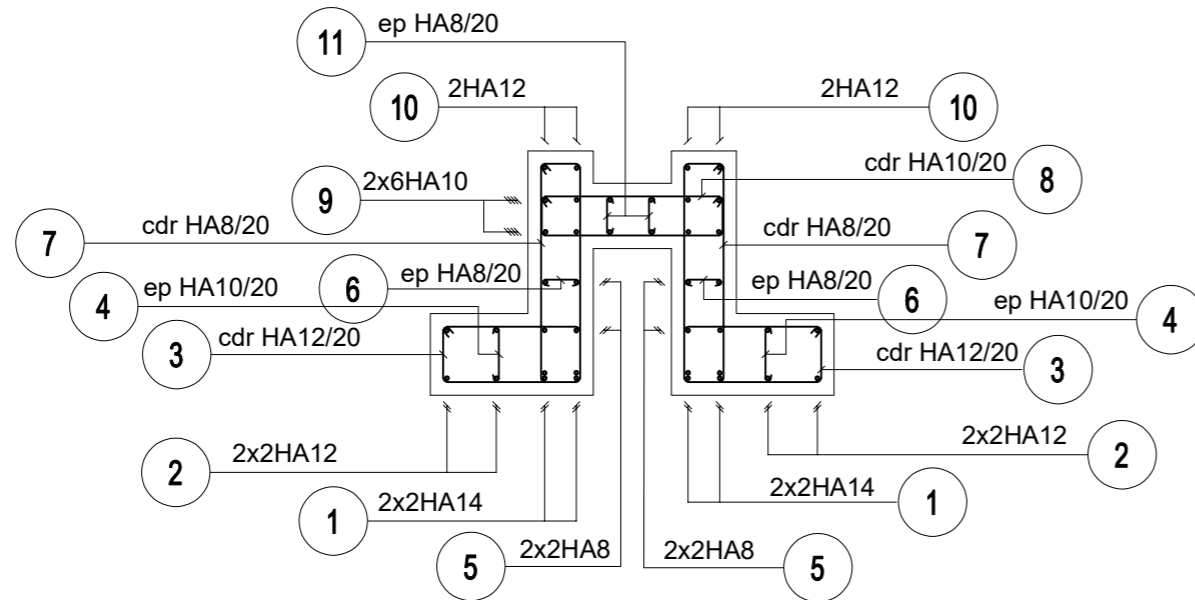 11 ep HA8/20
10 2HA12 2HA12 10
cdr HA10/20 8
9 2x6HA10
7 cdr HA8/20 cdr HA8/20 7
4 ep HA10/20 6 ep HA8/20 ep HA8/20 6 ep HA10/20 4
3 cdr HA12/20 cdr HA12/20 3
2 2x2HA12 2x2HA12 2
1 2x2HA14 2x2HA14 1
5 2x2HA8 2x2HA8 5